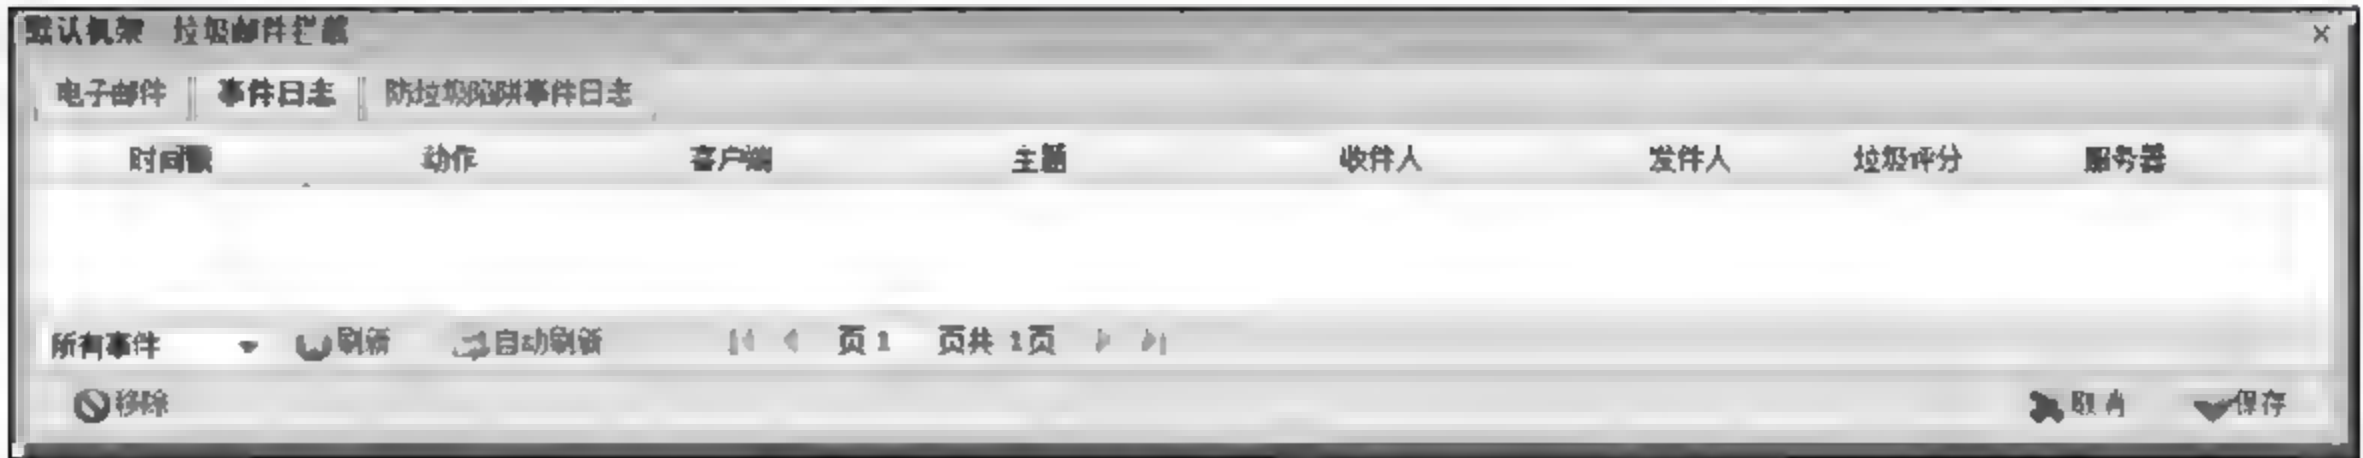 默认机架 垃圾邮件拦截 ×
电子邮件 事件日志 防垃圾陷阱事件日志
时间戳 动作 客户端 主题 收件人 发件人 垃圾评分 服务器
所有事件 刷新 自动刷新 页 1 页共 1页
移除 取消 保存